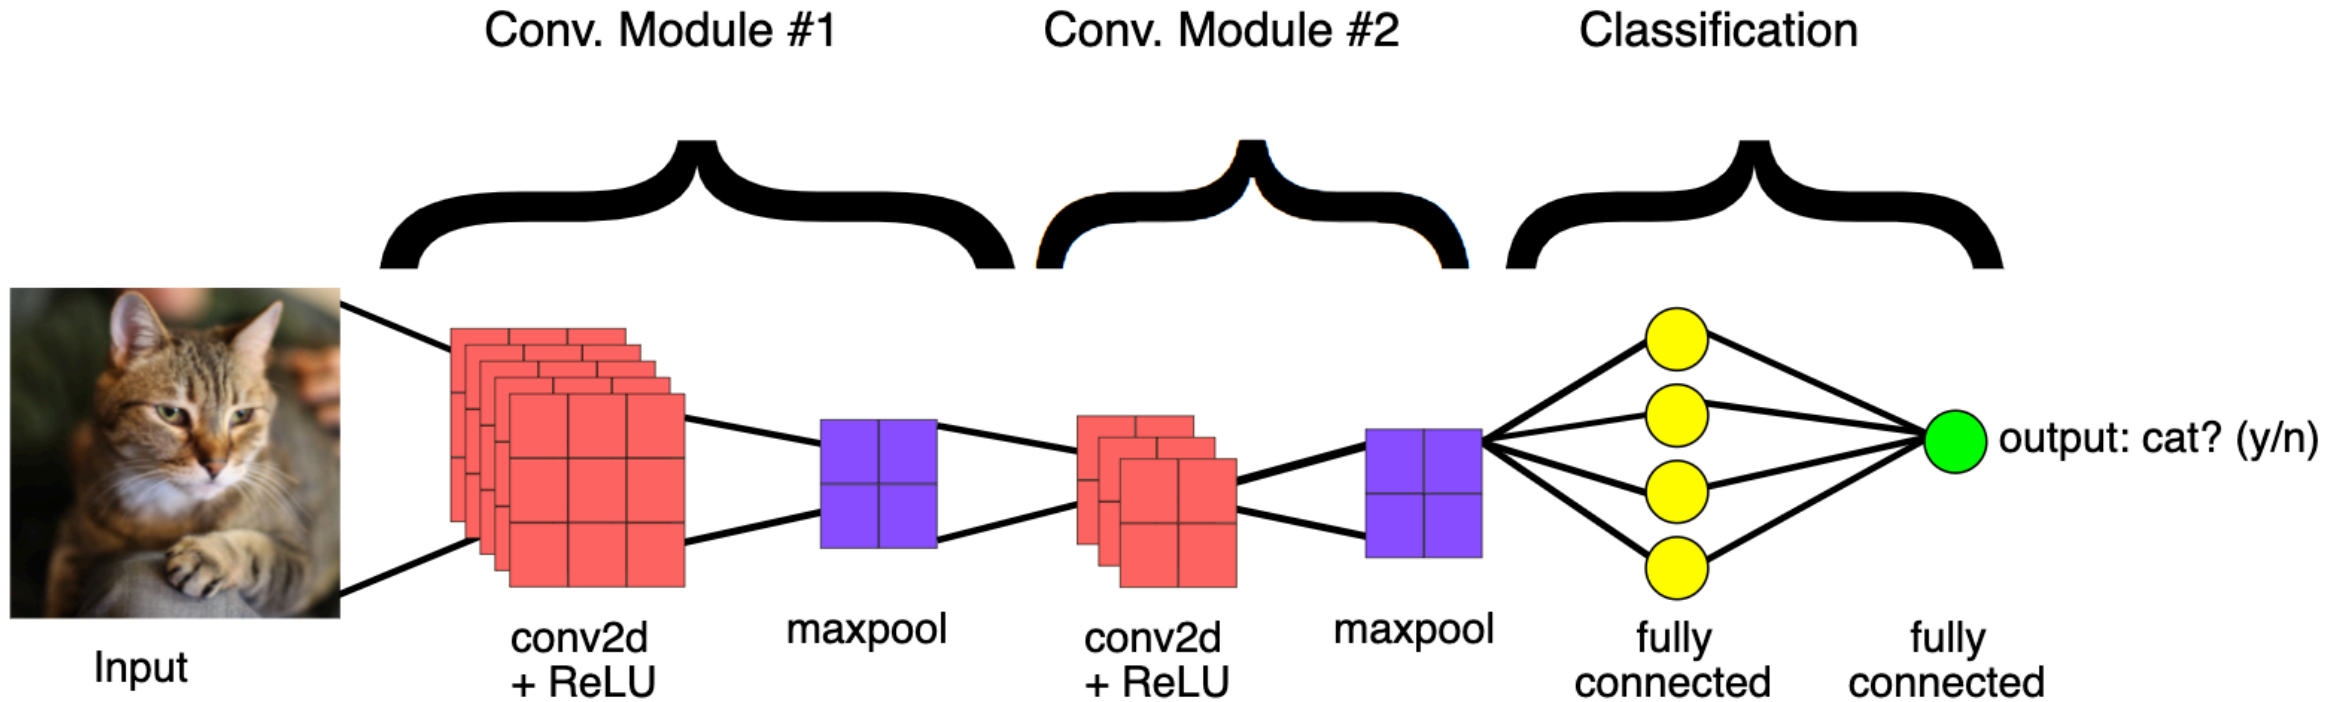 Conv. Module #1
Conv. Module #2
Classification
Input
conv2d
+ ReLU
maxpool
conv2d
+ ReLU
maxpool
fully
connected
fully
connected
output: cat? (y/n)